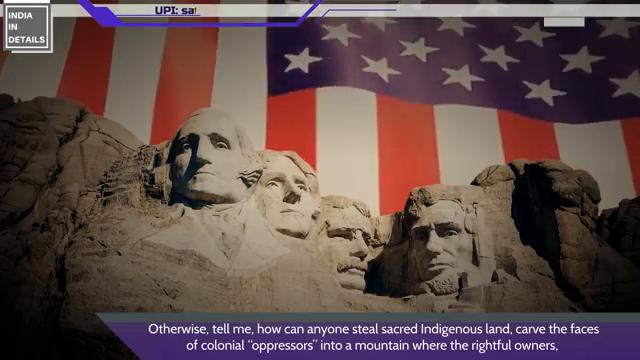 INDIA
IN
DETAILS
UPI: sa
Otherwise, tell me, how can anyone steal sacred Indigenous land, carve the faces
of colonial “oppressors” into a mountain where the rightful owners,